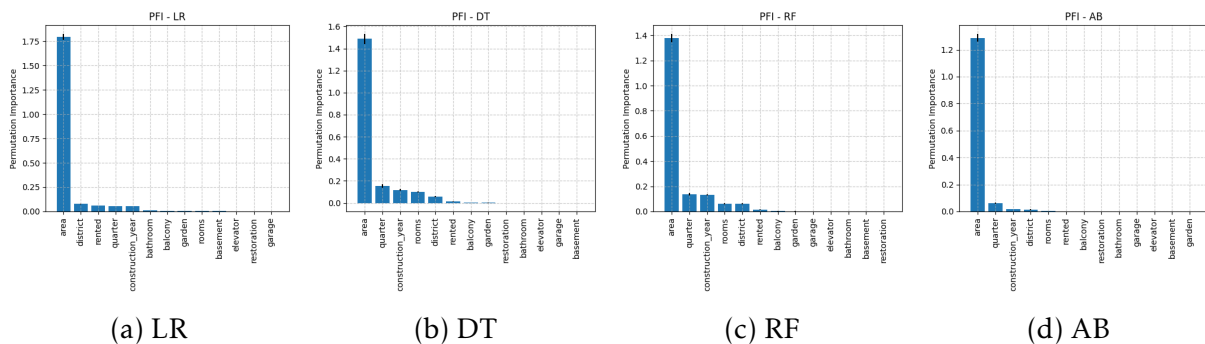 PFI - LR
Permutation Importance
1.75
1.50
1.25
1.00
0.75
0.50
0.25
0.00
area
district
rented
quarter
construction_year
bathroom
balcony
garden
rooms
basement
elevator
restoration
garage
(a) LR
PFI - DT
Permutation Importance
1.6
1.4
1.2
1.0
0.8
0.6
0.4
0.2
0.0
area
quarter
construction_year
rooms
district
rented
balcony
garden
restoration
bathroom
elevator
garage
basement
(b) DT
PFI - RF
Permutation Importance
1.4
1.2
1.0
0.8
0.6
0.4
0.2
0.0
area
quarter
construction_year
rooms
district
rented
balcony
garden
garage
elevator
bathroom
basement
restoration
(c) RF
PFI - AB
Permutation Importance
1.2
1.0
0.8
0.6
0.4
0.2
0.0
area
quarter
construction_year
district
rooms
rented
balcony
restoration
bathroom
garage
elevator
basement
garden
(d) AB